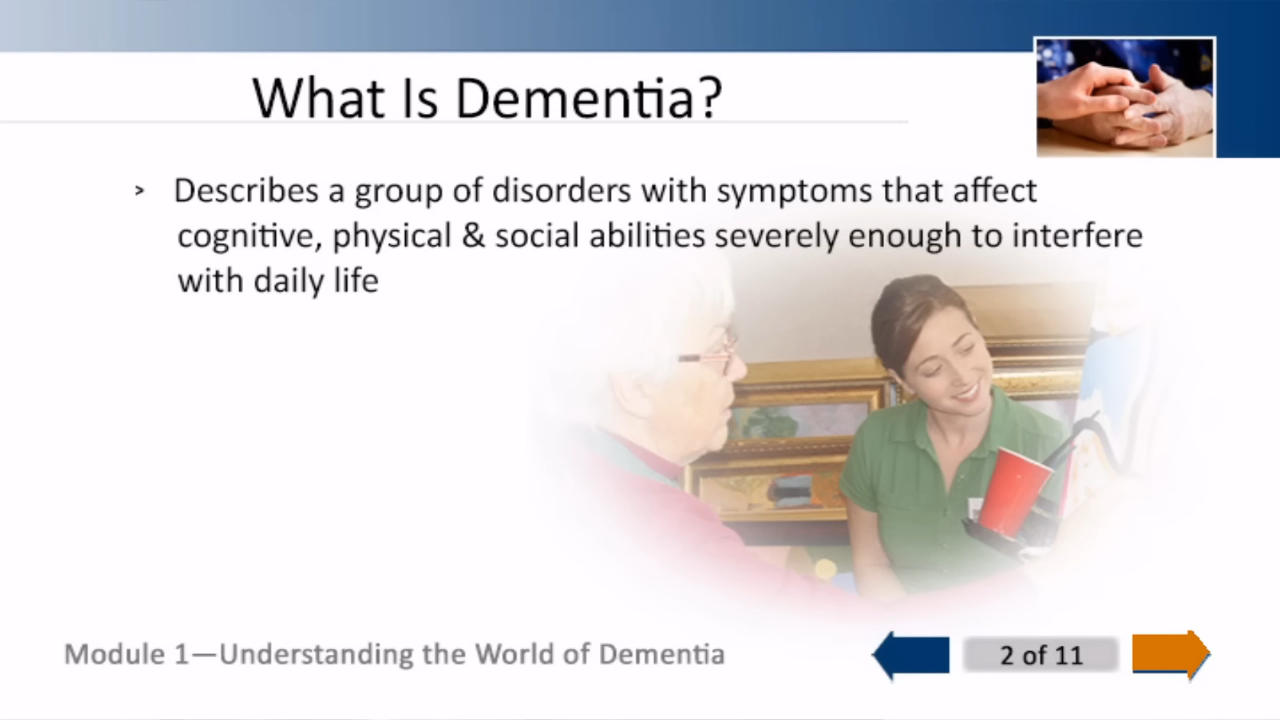 What Is Dementia?
> Describes a group of disorders with symptoms that affect
cognitive, physical & social abilities severely enough to interfere
with daily life
Module 1—Understanding the World of Dementia
2 of 11